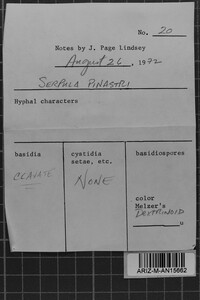 No. 20
Notes by J. Page Lindsey
August 26, 1972
SERPULA PINASTRI
Hyphal characters
basidia
cystidia
setae, etc.
basidiospores
CLAVATE
NONE
color
Melzer's
DEXTRINOID
u
ARIZ-M-AN15662